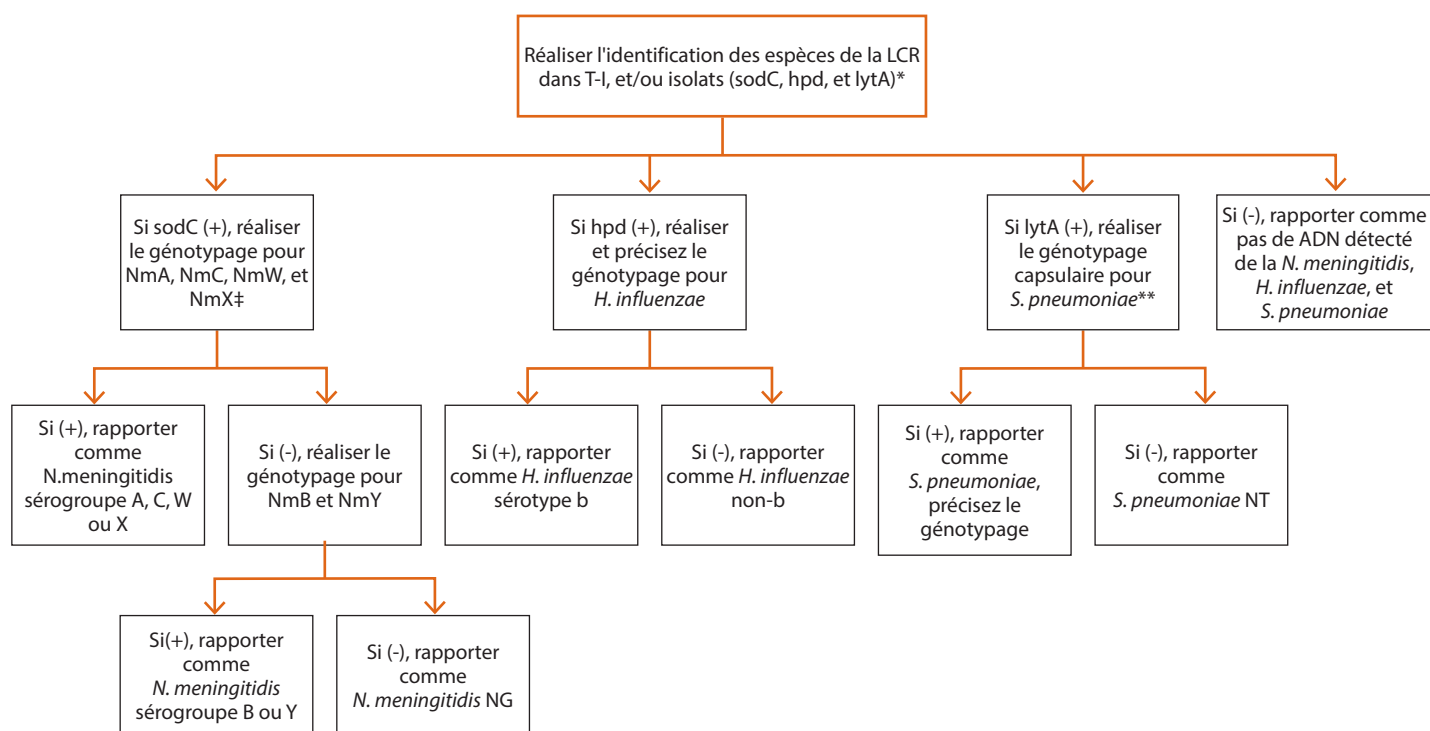 Réaliser l'identification des espèces de la LCR
dans T-I, et/ou isolats (sodC, hpd, et lytA)*
Si sodC (+), réaliser
le génotypage pour
NmA, NmC, NmW, et
NmX‡
Si hpd (+), réaliser
et précisez le
génotypage pour
H. influenzae
Si lytA (+), réaliser
le génotypage
capsulaire pour
S. pneumoniae**
Si (-), rapporter comme
pas de ADN détecté
de la N. meningitidis,
H. influenzae, et
S. pneumoniae
Si (+), rapporter
comme
N.meningitidis
sérogroupe A, C, W
ou X
Si (-), réaliser le
génotypage pour
NmB et NmY
Si (+), rapporter
comme H. influenzae
sérotype b
Si (-), rapporter
comme H. influenzae
non-b
Si (+), rapporter
comme
S. pneumoniae,
précisez le
génotypage
Si (-), rapporter
comme
S. pneumoniae NT
Si(+), rapporter
comme
N. meningitidis
sérogroupe B ou Y
Si (-), rapporter
comme
N. meningitidis NG